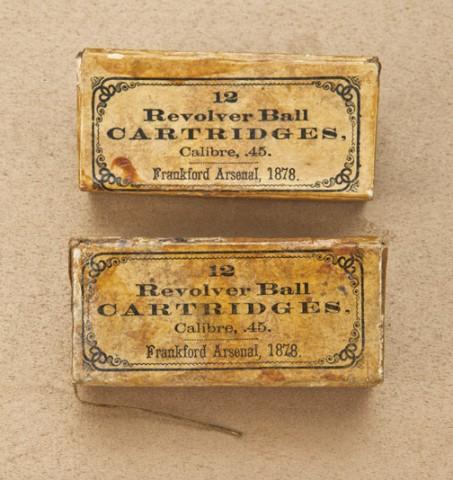 12
Revolver Ball
CARTRIDGES,
Calibre, .45.
Frankford Arsenal, 1878.
12
Revolver Ball
CARTRIDGES,
Calibre, .45.
Frankford Arsenal, 1878.